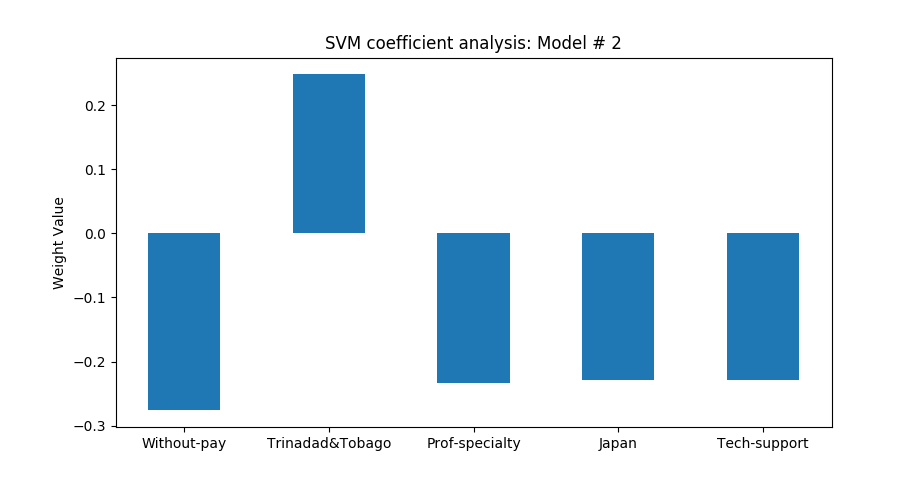 SVM coefficient analysis: Model # 2
Weight Value
0.2
0.1
0.0
−0.1
−0.2
−0.3
Without-pay Trinadad&Tobago Prof-specialty Japan Tech-support